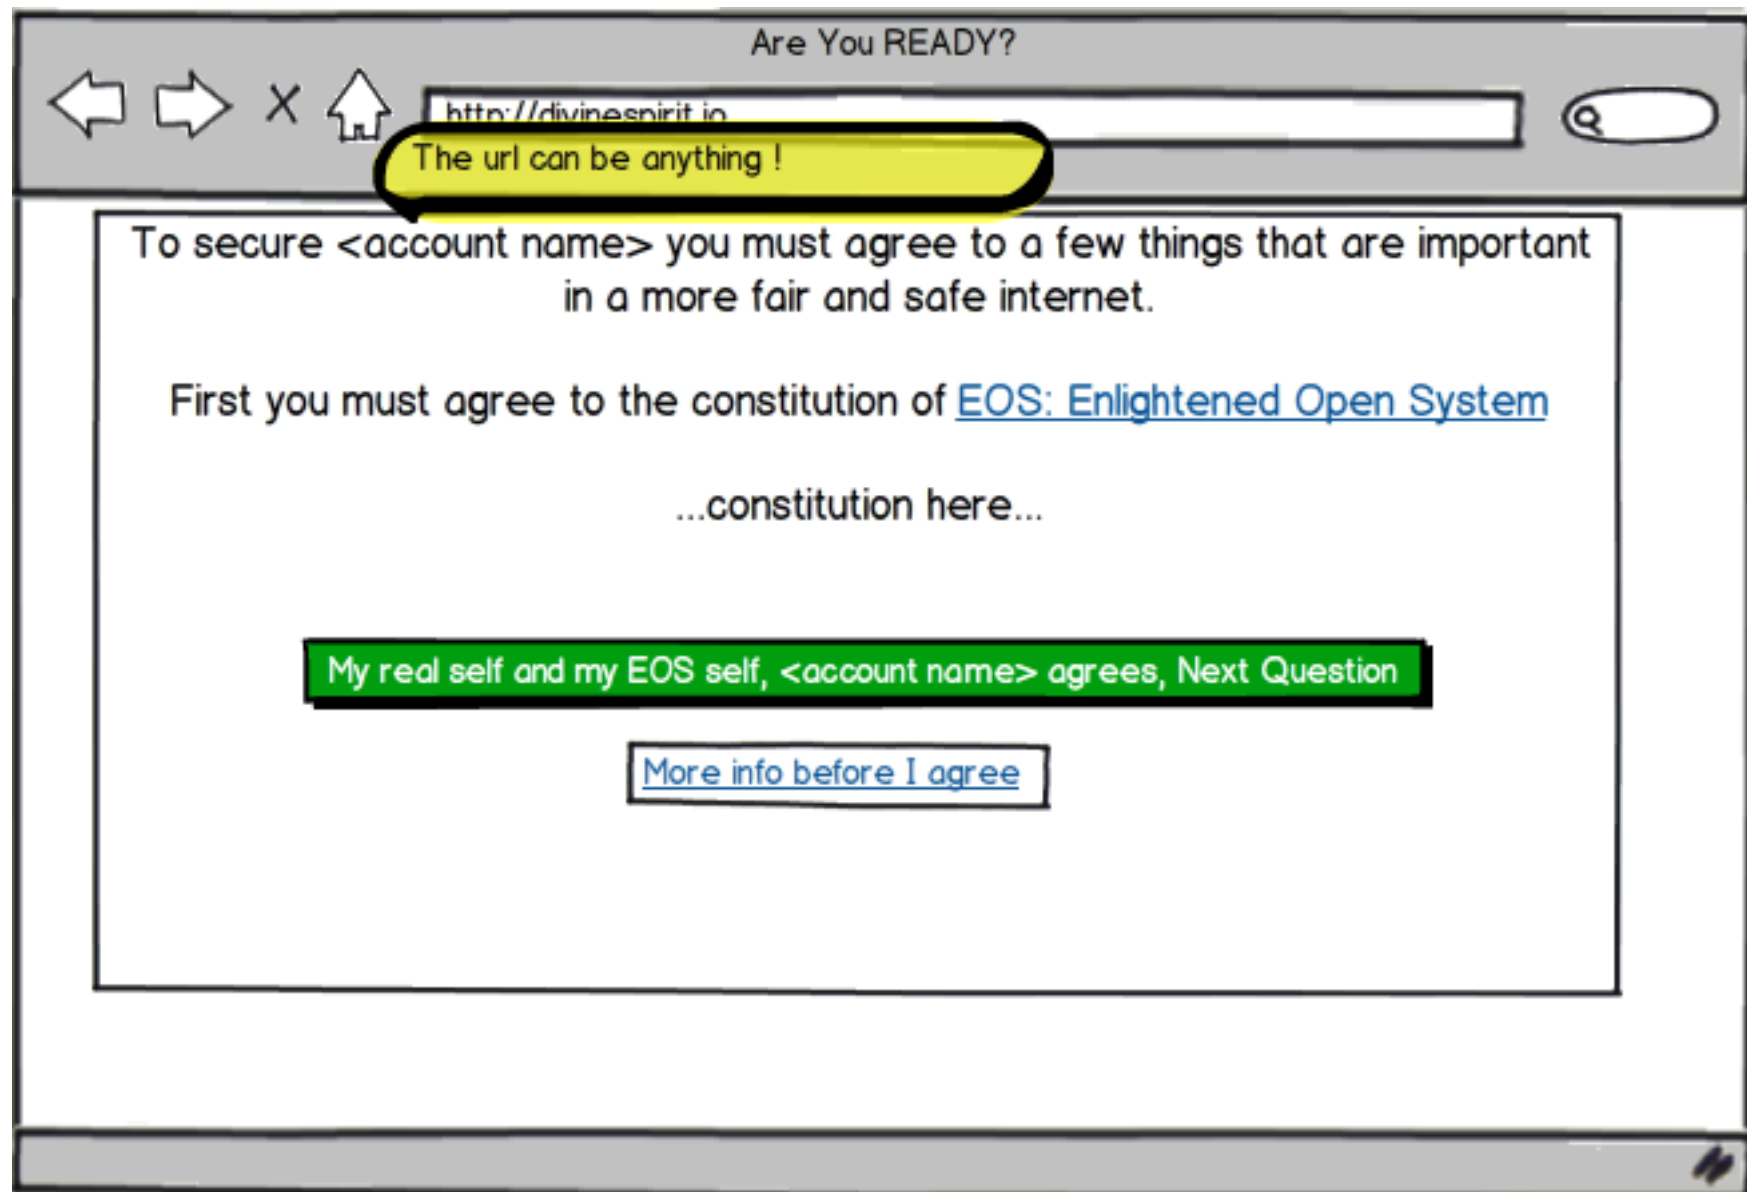 Are You READY?
http://divinespirit.io
The url can be anything !
To secure <account name> you must agree to a few things that are important
in a more fair and safe internet.
First you must agree to the constitution of EOS: Enlightened Open System
...constitution here...
My real self and my EOS self, <account name> agrees, Next Question
More info before I agree